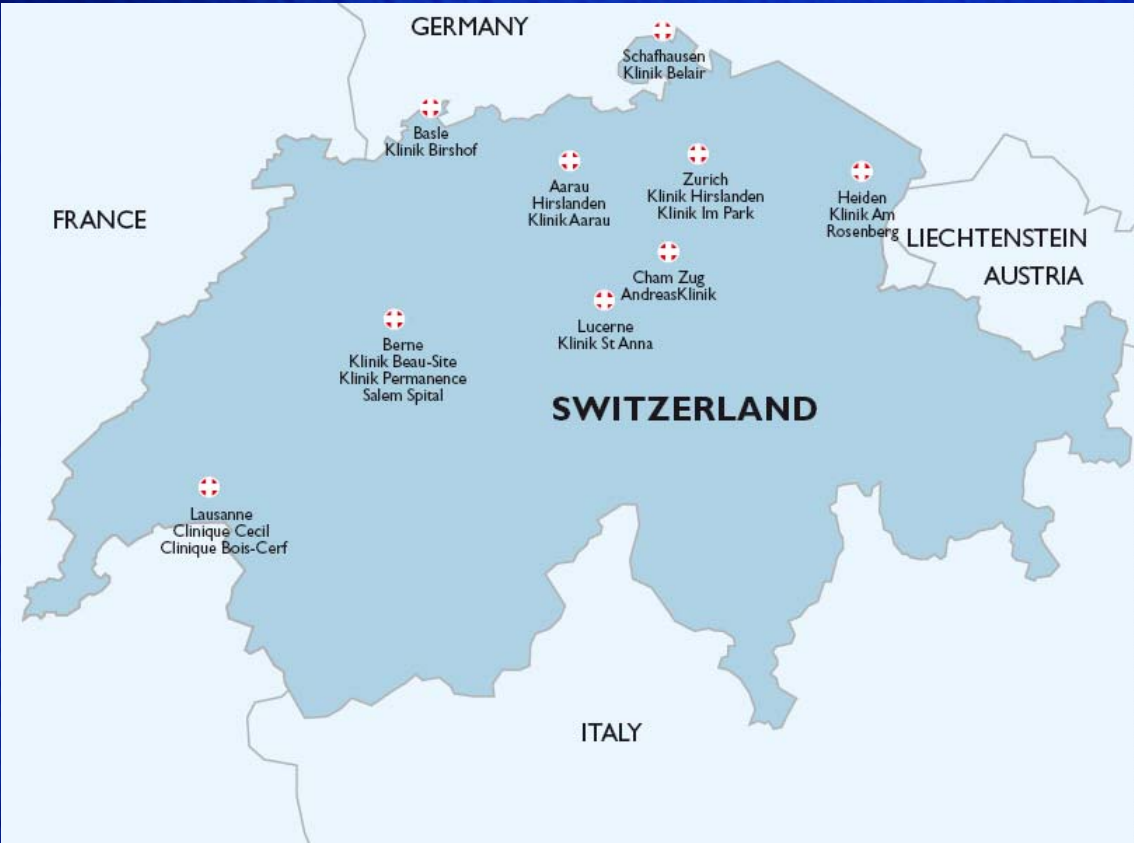 GERMANY
Schafhausen
Klinik Belair
Basle
Klinik Birshof
Aarau
Hirslanden
Klinik Aarau
Zurich
Klinik Hirslanden
Klinik Im Park
Heiden
Klinik Am
Rosenberg
FRANCE
LIECHTENSTEIN
AUSTRIA
Cham Zug
AndreasKlinik
Lucerne
Klinik St Anna
Berne
Klinik Beau-Site
Klinik Permanence
Salem Spital
SWITZERLAND
Lausanne
Clinique Cecil
Clinique Bois-Cerf
ITALY